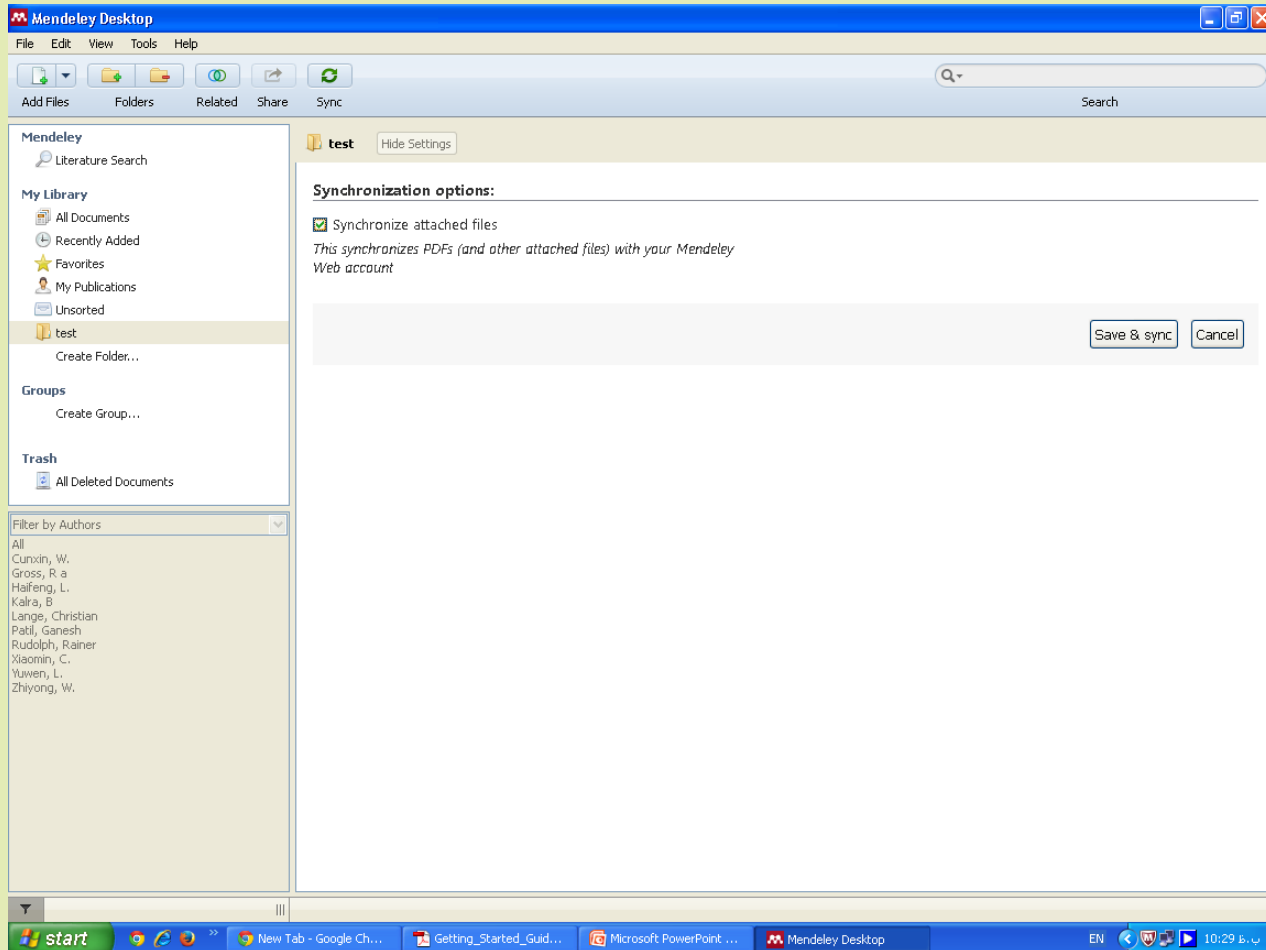 Mendeley Desktop
File Edit View Tools Help
Add Files Folders Related Share Sync Search
Mendeley
Literature Search
My Library
All Documents
Recently Added
Favorites
My Publications
Unsorted
test
Create Folder...
Groups
Create Group...
Trash
All Deleted Documents
Filter by Authors
All
Cunxin, W.
Gross, R a
Haifeng, L.
Kalra, B
Lange, Christian
Patil, Ganesh
Rudolph, Rainer
Xiaomin, C.
Yuwen, L.
Zhiyong, W.
test Hide Settings
Synchronization options:
Synchronize attached files
This synchronizes PDFs (and other attached files) with your Mendeley
Web account
Save & sync Cancel
start New Tab - Google Ch... Getting_Started_Guid... Microsoft PowerPoint ... Mendeley Desktop EN 10:29 ب.ظ